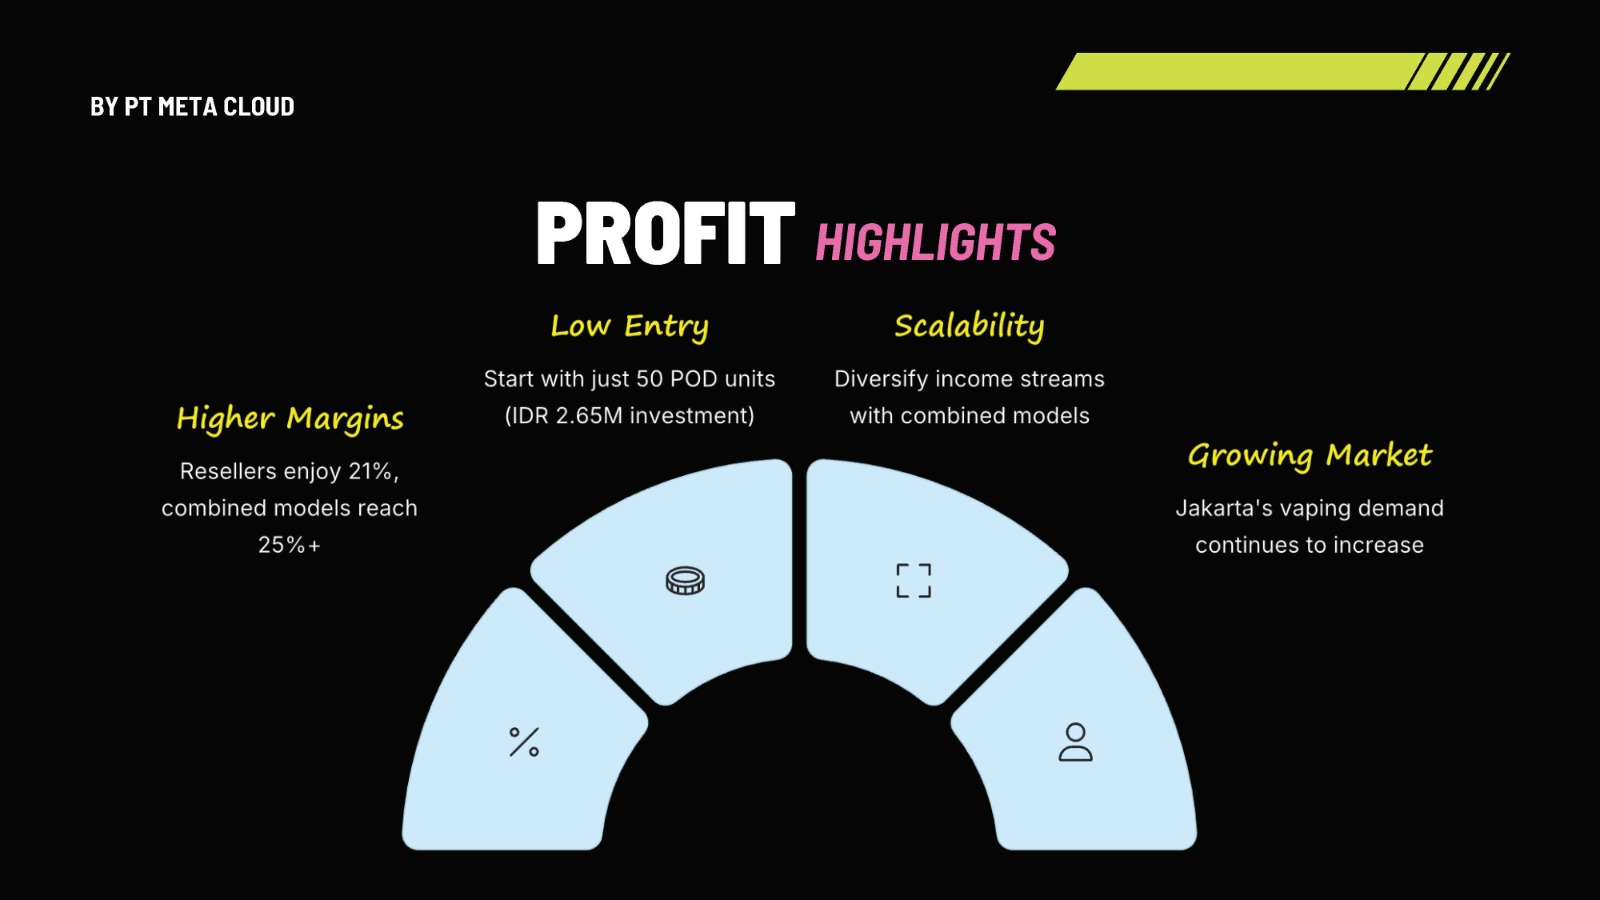 BY PT META CLOUD
PROFIT HIGHLIGHTS
Higher Margins
Resellers enjoy 21%,
combined models reach
25%+
Low Entry
Start with just 50 POD units
(IDR 2.65M investment)
Scalability
Diversify income streams
with combined models
Growing Market
Jakarta's vaping demand
continues to increase
%